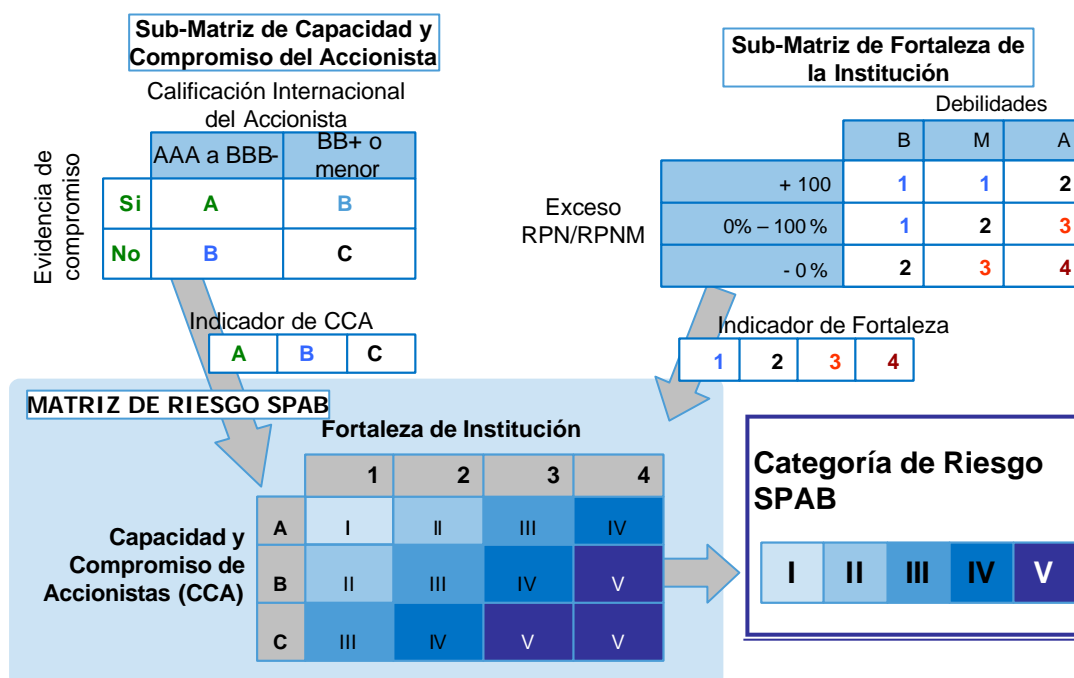 Sub-Matriz de Capacidad y
Compromiso del Accionista
Calificación Internacional
del Accionista
AAA a BBB-
BB+ o
menor
Evidencia de
compromiso
Si A B
No B C
Indicador de CCA
A B C
Sub-Matriz de Fortaleza de
la Institución
Debilidades
B M A
Exceso
RPN/RPNM
+ 100 1 1 2
0% – 100 % 1 2 3
- 0 % 2 3 4
Indicador de Fortaleza
1 2 3 4
MATRIZ DE RIESGO SPAB
Fortaleza de Institución
1 2 3 4
Capacidad y
Compromiso de
Accionistas (CCA)
A I II III IV
B II III IV V
C III IV V V
Categoría de Riesgo
SPAB
I II III IV V